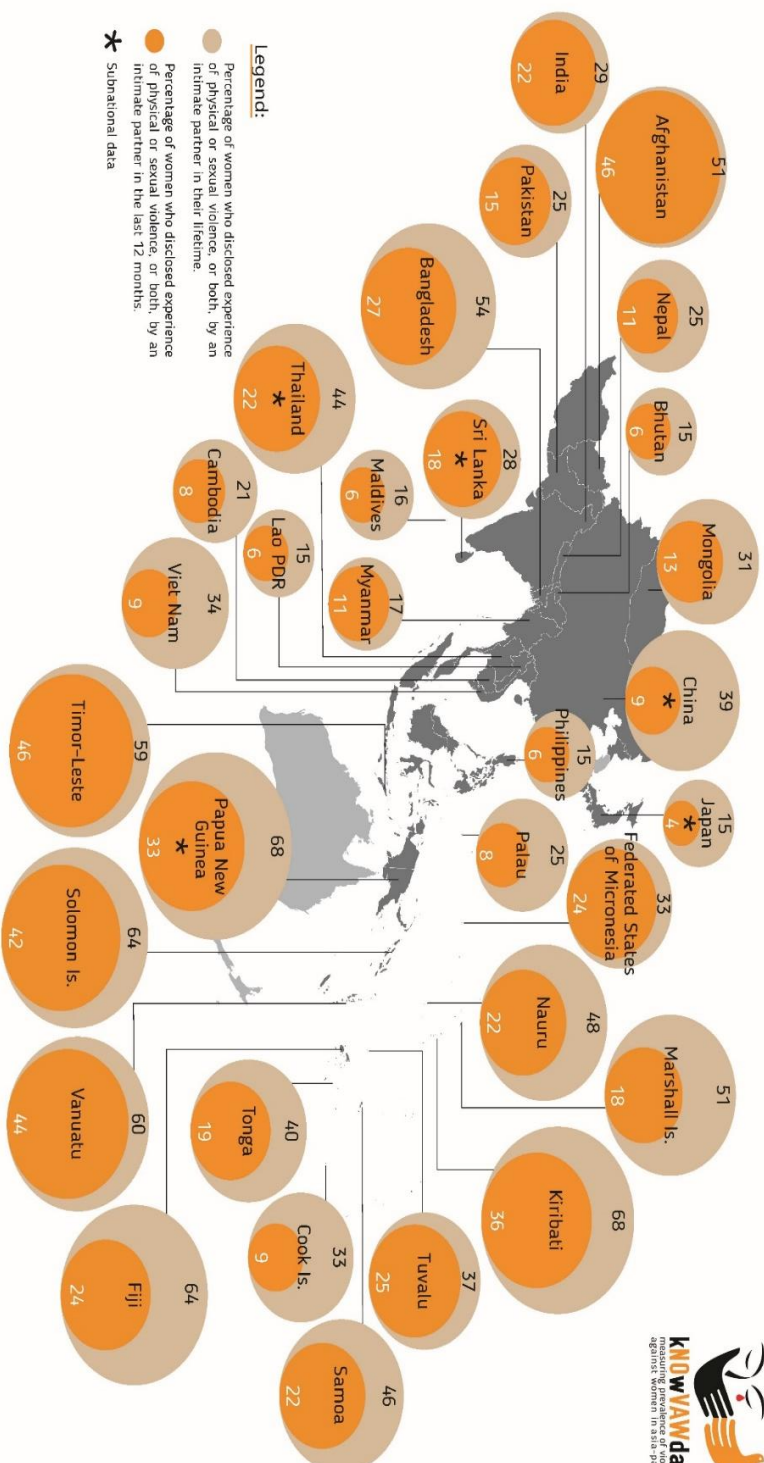 51
Afghanistan
46
29
India
22
25
Pakistan
15
25
Nepal
11
15
Bhutan
6
31
Mongolia
13
39
China
*
9
15
Japan
*
4
54
Bangladesh
27
28
Sri Lanka
*
18
16
Maldives
6
17
Myanmar
11
15
Philippines
6
25
Palau
8
33
Federated States
of Micronesia
24
48
Nauru
22
51
Marshall Is.
18
68
Kiribati
36
44
Thailand
*
22
21
Cambodia
8
15
Lao PDR
6
34
Viet Nam
9
59
Timor-Leste
46
68
Papua New
Guinea
*
33
64
Solomon Is.
42
60
Vanuatu
44
64
Fiji
24
40
Tonga
19
33
Cook Is.
9
37
Tuvalu
25
46
Samoa
22
Legend:
Percentage of women who disclosed experience
of physical or sexual violence, or both, by an
intimate partner in their lifetime.
Percentage of women who disclosed experience
of physical or sexual violence, or both, by an
intimate partner in the last 12 months.
* Subnational data
kNOwVAWda
measuring prevalence of
against women in